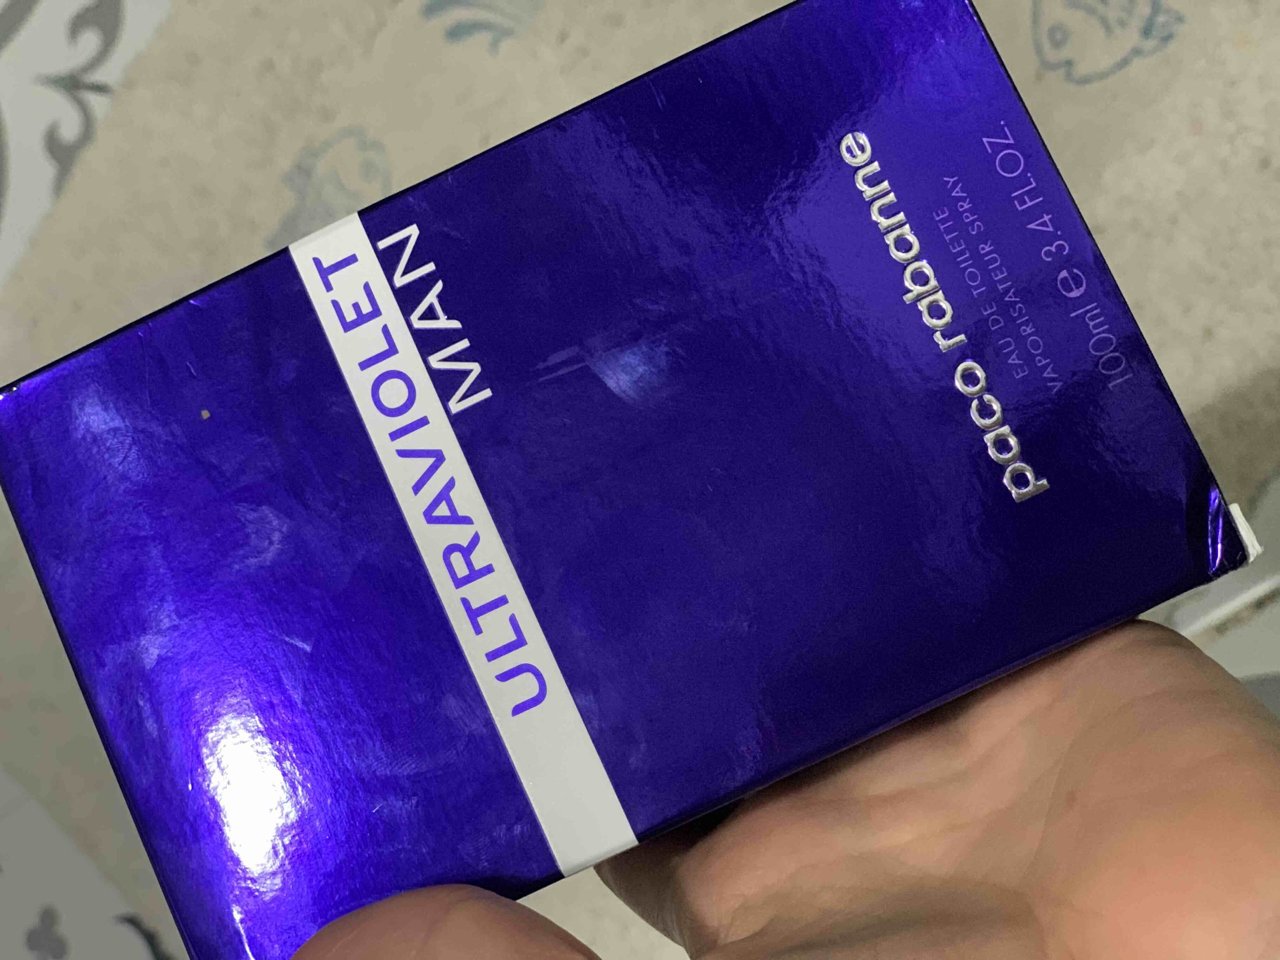 ULTRAVIOLET
MAN
paco rabanne
EAU DE TOILETTE
VAPORISATEUR SPRAY
100ml e 3.4 FL.OZ.